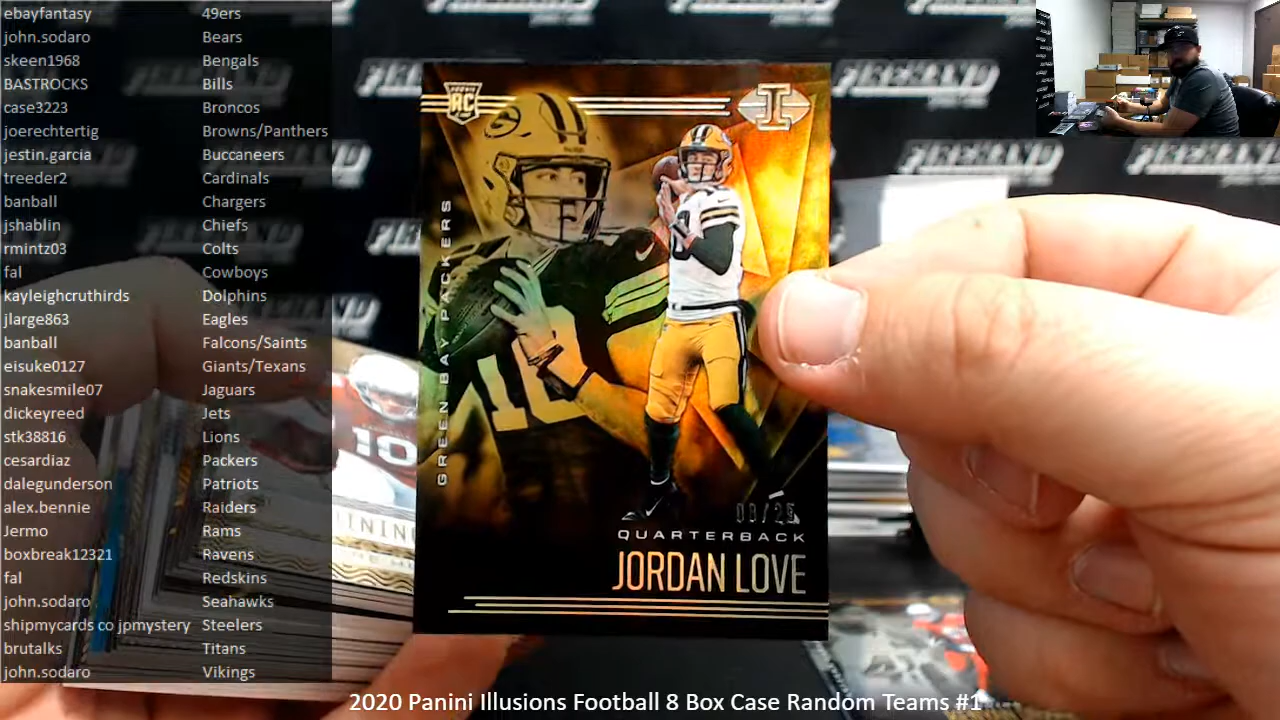 ebayfantasy 49ers
john.sodaro Bears
skeen1968 Bengals
BASTROCKS Bills
case3223 Broncos
joerechtertig Browns/Panthers
jestin.garcia Buccaneers
treeder2 Cardinals
banball Chargers
jshablin Chiefs
rmintz03 Colts
fal Cowboys
kayleighcruthirds Dolphins
jlarge863 Eagles
banball Falcons/Saints
eisuke0127 Giants/Texans
snakesmile07 Jaguars
dickeyreed Jets
stk38816 Lions
cesardiaz Packers
dalegunderson Patriots
alex.bennie Raiders
Jermo Rams
boxbreak12321 Ravens
fal Redskins
john.sodaro Seahawks
shipmycards co jpmystery Steelers
brutalks Titans
john.sodaro Vikings
RC
I
GREEN BAY PACKERS
10
10
QUARTERBACK
JORDAN LOVE
2020 Panini Illusions Football 8 Box Case Random Teams #1